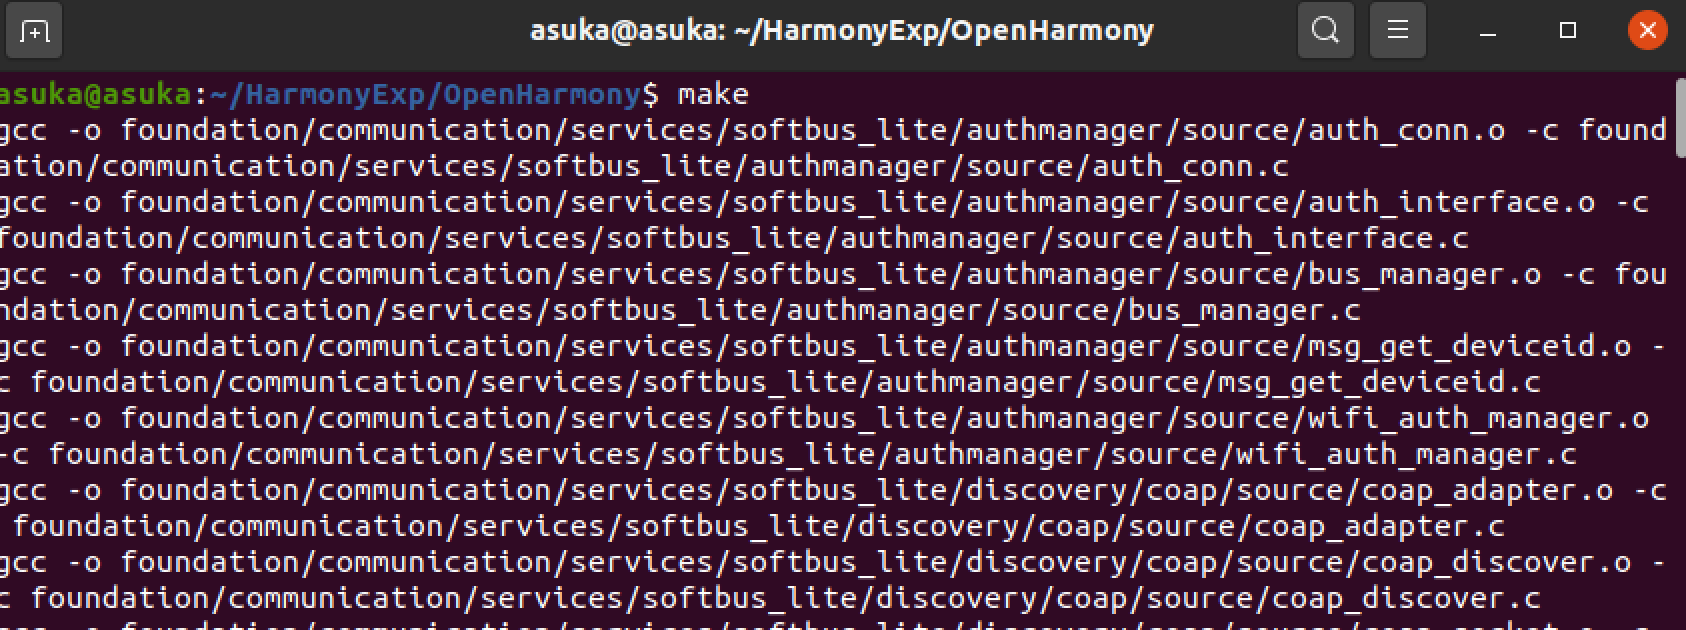 asuka@asuka: ~/HarmonyExp/OpenHarmony
asuka@asuka:~/HarmonyExp/OpenHarmony$ make
gcc -o foundation/communication/services/softbus_lite/authmanager/source/auth_conn.o -c found
ation/communication/services/softbus_lite/authmanager/source/auth_conn.c
gcc -o foundation/communication/services/softbus_lite/authmanager/source/auth_interface.o -c
foundation/communication/services/softbus_lite/authmanager/source/auth_interface.c
gcc -o foundation/communication/services/softbus_lite/authmanager/source/bus_manager.o -c fou
ndation/communication/services/softbus_lite/authmanager/source/bus_manager.c
gcc -o foundation/communication/services/softbus_lite/authmanager/source/msg_get_deviceid.o -
c foundation/communication/services/softbus_lite/authmanager/source/msg_get_deviceid.c
gcc -o foundation/communication/services/softbus_lite/authmanager/source/wifi_auth_manager.o
-c foundation/communication/services/softbus_lite/authmanager/source/wifi_auth_manager.c
gcc -o foundation/communication/services/softbus_lite/discovery/coap/source/coap_adapter.o -c
 foundation/communication/services/softbus_lite/discovery/coap/source/coap_adapter.c
gcc -o foundation/communication/services/softbus_lite/discovery/coap/source/coap_discover.o -
c foundation/communication/services/softbus_lite/discovery/coap/source/coap_discover.c